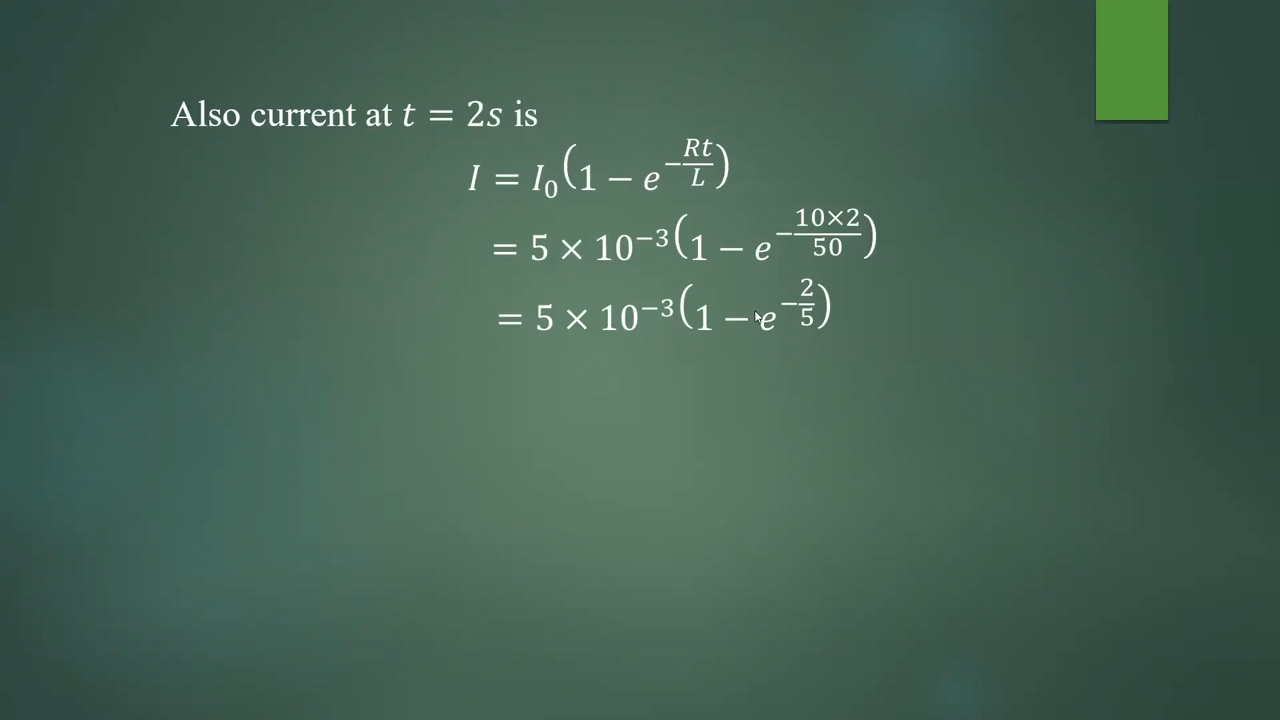 Also current at t = 2s is
I = I₀(1 − e^(−Rt/L))
= 5 × 10⁻³(1 − e^(−(10×2)/50))
= 5 × 10⁻³(1 − e^(−2/5))